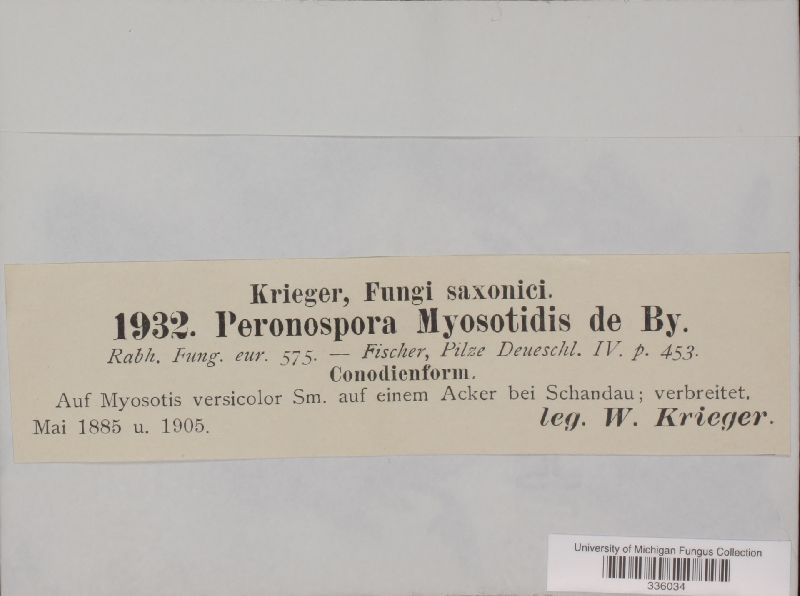 Krieger, Fungi saxonici.
1932. Peronospora Myosotidis de By.
Rabh. Fung. eur. 575. — Fischer, Pilze Deueschl. IV. p. 453.
Conodienform.
Auf Myosotis versicolor Sm. auf einem Acker bei Schandau; verbreitet.
Mai 1885 u. 1905. leg. W. Krieger.
University of Michigan Fungus Collection
336034